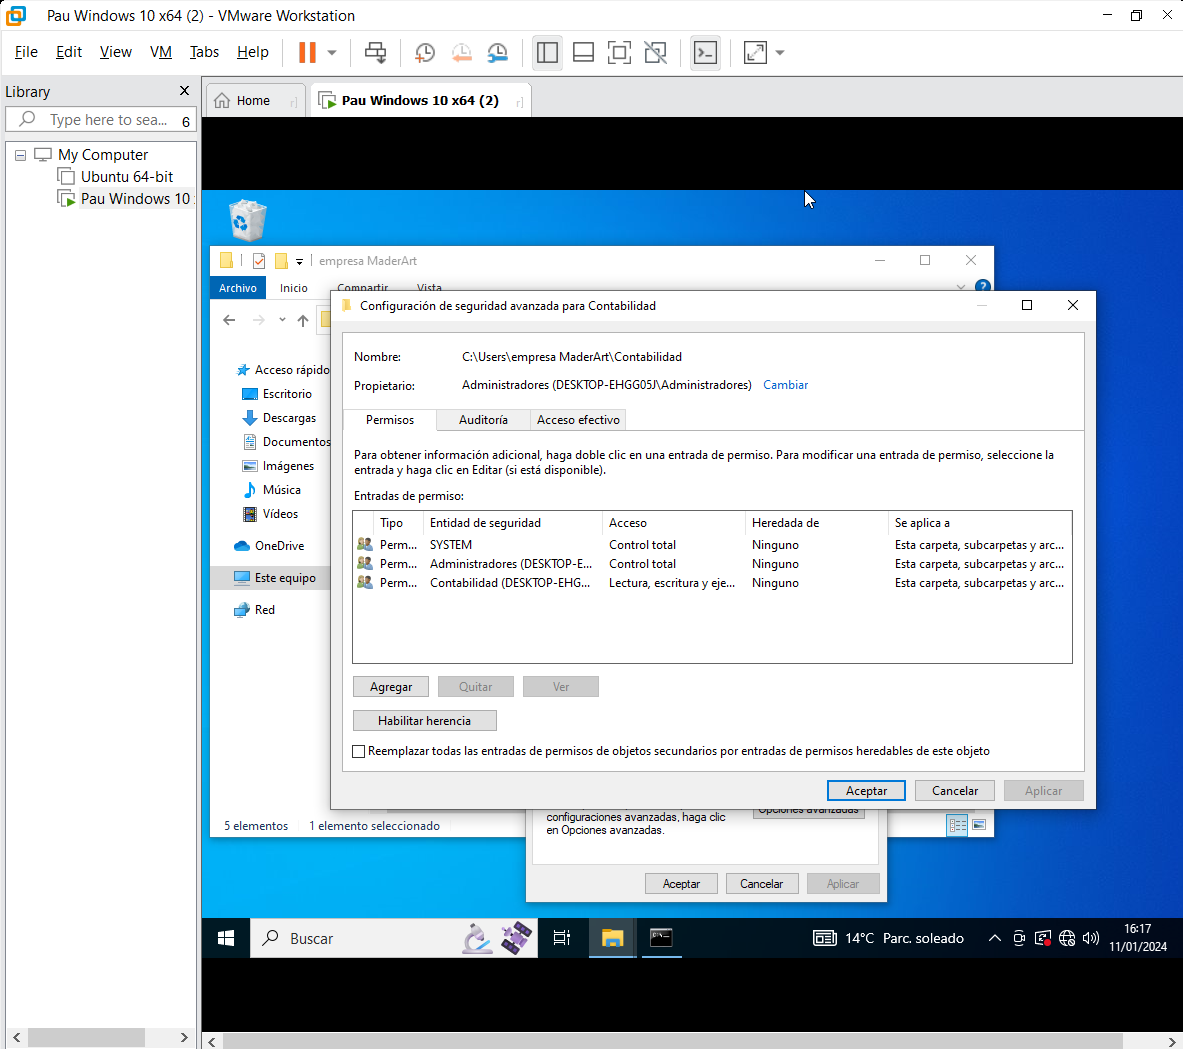 Pau Windows 10 x64 (2) - VMware Workstation
File Edit View VM Tabs Help
Library
Home
Pau Windows 10 x64 (2)
Type here to sea... 6
My Computer
Ubuntu 64-bit
Pau Windows 10
empresa MaderArt
Archivo Inicio Compartir Vista
Configuración de seguridad avanzada para Contabilidad
Nombre: C:\Users\empresa MaderArt\Contabilidad
Propietario: Administradores (DESKTOP-EHGG05J\Administradores) Cambiar
Permisos Auditoría Acceso efectivo
Para obtener información adicional, haga doble clic en una entrada de permiso. Para modificar una entrada de permiso, seleccione la
entrada y haga clic en Editar (si está disponible).
Entradas de permiso:
Tipo Entidad de seguridad Acceso Heredada de Se aplica a
Perm... SYSTEM Control total Ninguno Esta carpeta, subcarpetas y arc...
Perm... Administradores (DESKTOP-E... Control total Ninguno Esta carpeta, subcarpetas y arc...
Perm... Contabilidad (DESKTOP-EHG... Lectura, escritura y eje... Ninguno Esta carpeta, subcarpetas y arc...
Agregar Quitar Ver
Habilitar herencia
Reemplazar todas las entradas de permisos de objetos secundarios por entradas de permisos heredables de este objeto
Aceptar Cancelar Aplicar
Acceso rápido
Escritorio
Descargas
Documentos
Imágenes
Música
Vídeos
OneDrive
Este equipo
Red
5 elementos 1 elemento seleccionado
configuraciones avanzadas, haga clic
en Opciones avanzadas.
Opciones avanzadas
Aceptar Cancelar Aplicar
Buscar
14°C Parc. soleado
16:17
11/01/2024